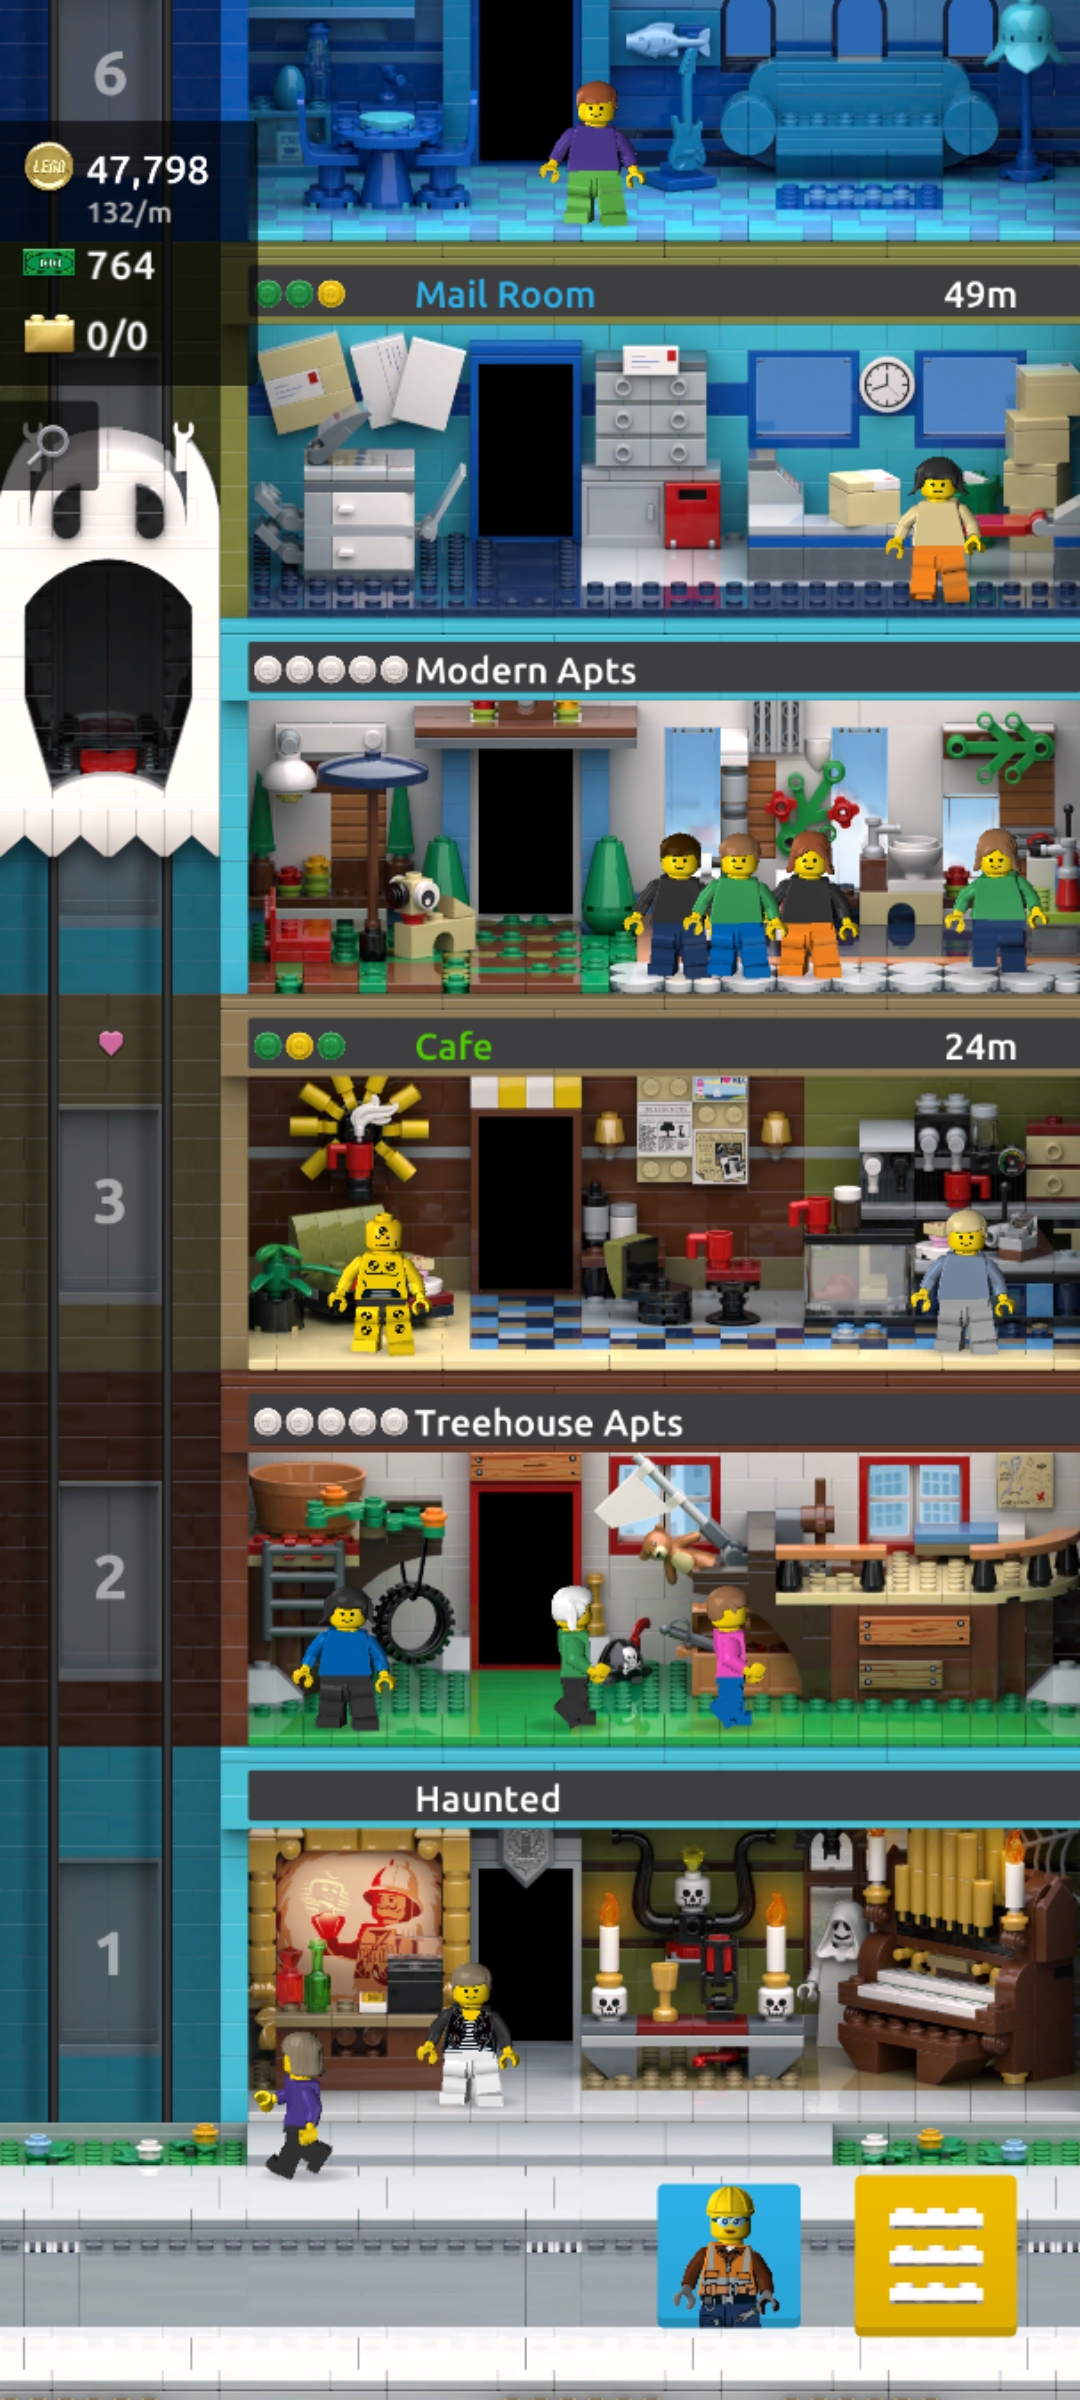 6
LEGO
47,798
132/m
764
0/0
Mail Room 49m
Modern Apts
Cafe 24m
3
Treehouse Apts
2
Haunted
1